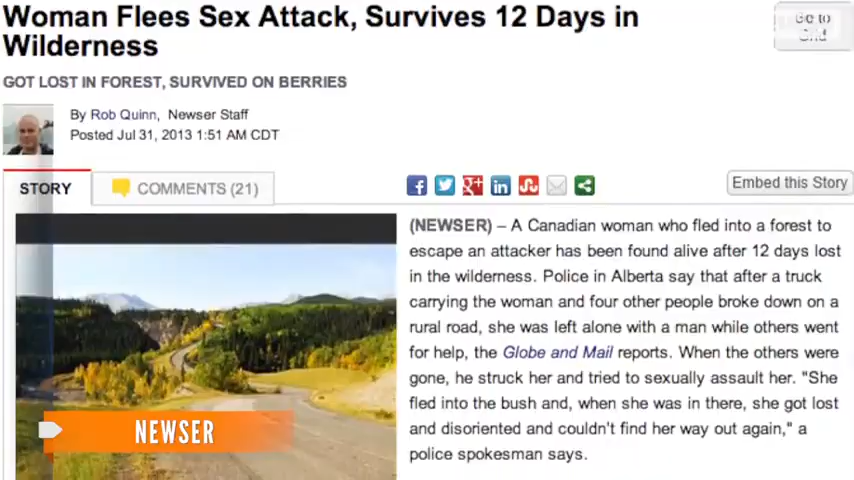 Woman Flees Sex Attack, Survives 12 Days in
Wilderness
Go to
Grid
GOT LOST IN FOREST, SURVIVED ON BERRIES
By Rob Quinn, Newser Staff
Posted Jul 31, 2013 1:51 AM CDT
STORY
COMMENTS (21)
Embed this Story
(NEWSER) – A Canadian woman who fled into a forest to
escape an attacker has been found alive after 12 days lost
in the wilderness. Police in Alberta say that after a truck
carrying the woman and four other people broke down on a
rural road, she was left alone with a man while others went
for help, the Globe and Mail reports. When the others were
gone, he struck her and tried to sexually assault her. "She
fled into the bush and, when she was in there, she got lost
and disoriented and couldn't find her way out again," a
police spokesman says.
NEWSER